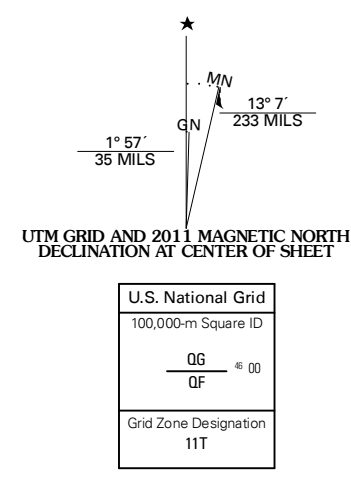 ★
MN
GN
13° 7´
233 MILS
1° 57´
35 MILS
UTM GRID AND 2011 MAGNETIC NORTH
DECLINATION AT CENTER OF SHEET
U.S. National Grid
100,000-m Square ID
QG
46 00
QF
Grid Zone Designation
11T